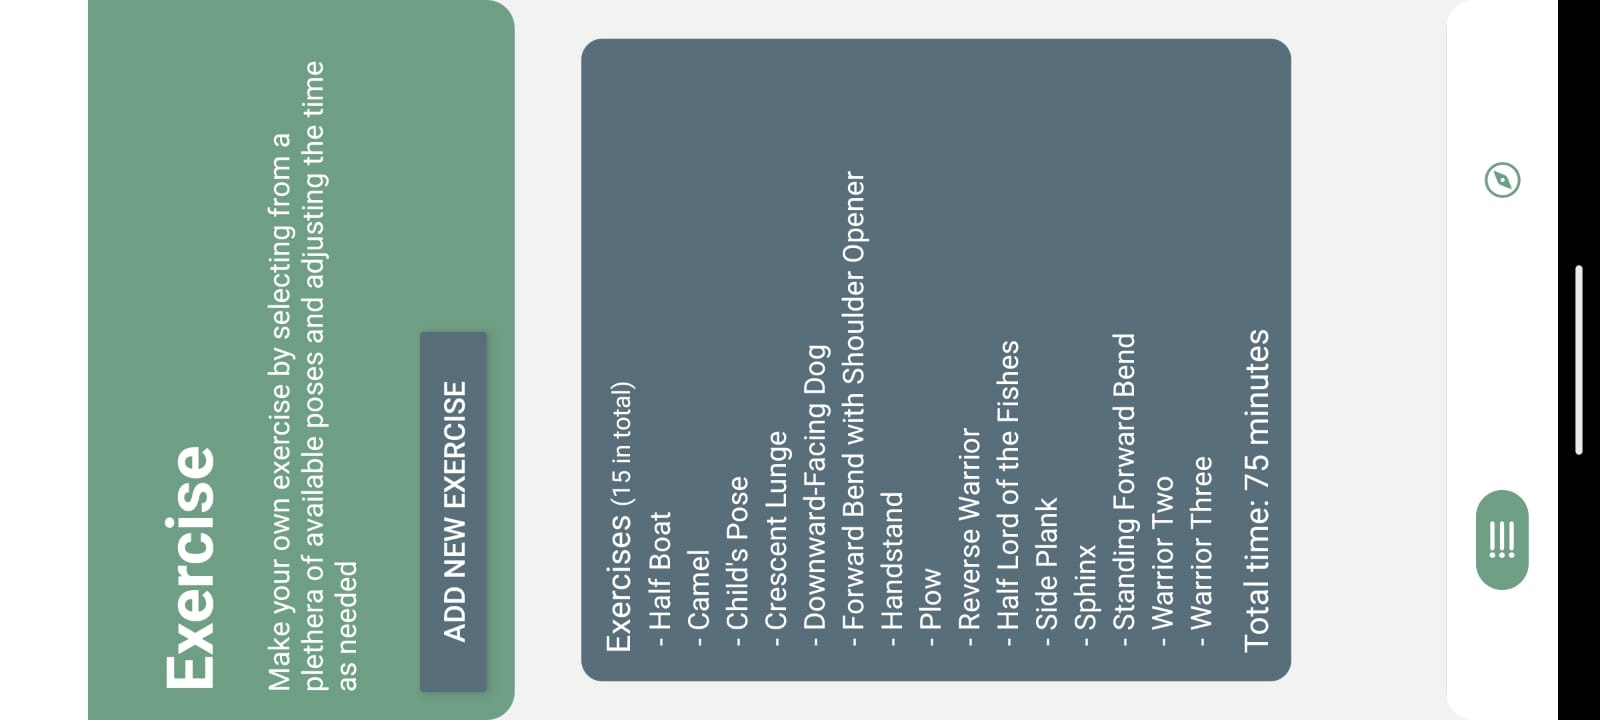 Exercise
Make your own exercise by selecting from a
plethera of available poses and adjusting the time
as needed
ADD NEW EXERCISE
Exercises (15 in total)
- Half Boat
- Camel
- Child's Pose
- Crescent Lunge
- Downward-Facing Dog
- Forward Bend with Shoulder Opener
- Handstand
- Plow
- Reverse Warrior
- Half Lord of the Fishes
- Side Plank
- Sphinx
- Standing Forward Bend
- Warrior Two
- Warrior Three
Total time: 75 minutes